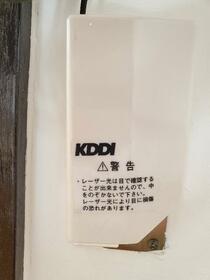 KDDI
⚠警告
・レーザー光は目で確認する
ことが出来ませんので、中
をのぞかないで下さい。
レーザー光により目に損傷
の恐れがあります。